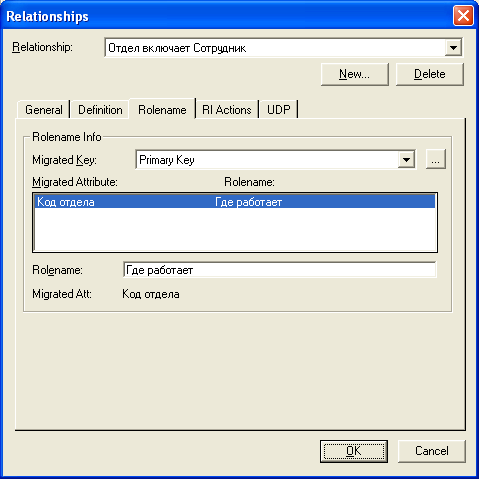 Relationships
Relationship: Отдел включает Сотрудник
New... Delete
General Definition Rolename RI Actions UDP
Rolename Info
Migrated Key: Primary Key ...
Migrated Attribute: Rolename:
Код отдела Где работает
Rolename: Где работает
Migrated Att: Код отдела
OK Cancel